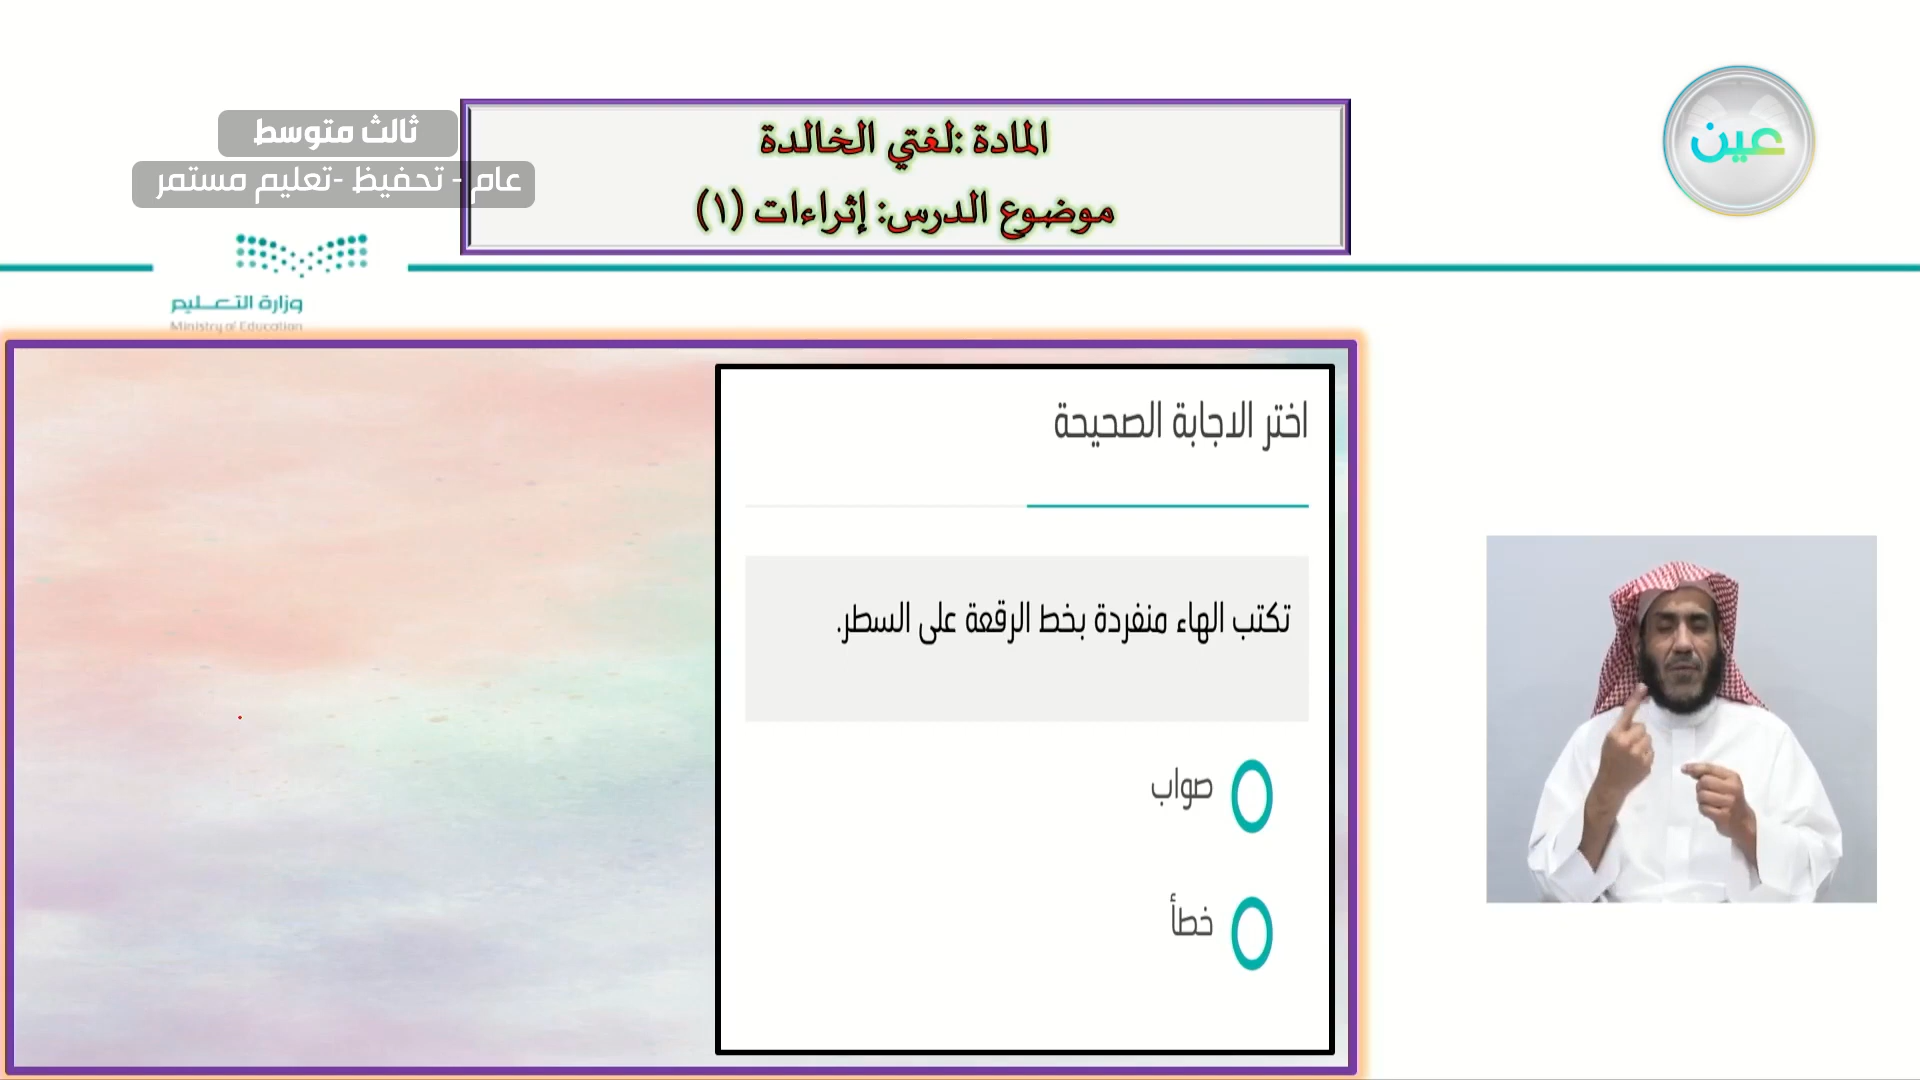 عين
المادة :لغتي الخالدة
موضوع الدرس: إثراءات (١)
ثالث متوسط
عام - تحفيظ -تعليم مستمر
وزارة التعـــليم
Ministry of Education
اختر الاجابة الصحيحة
تكتب الهاء منفردة بخط الرقعة على السطر.
صواب
خطأ